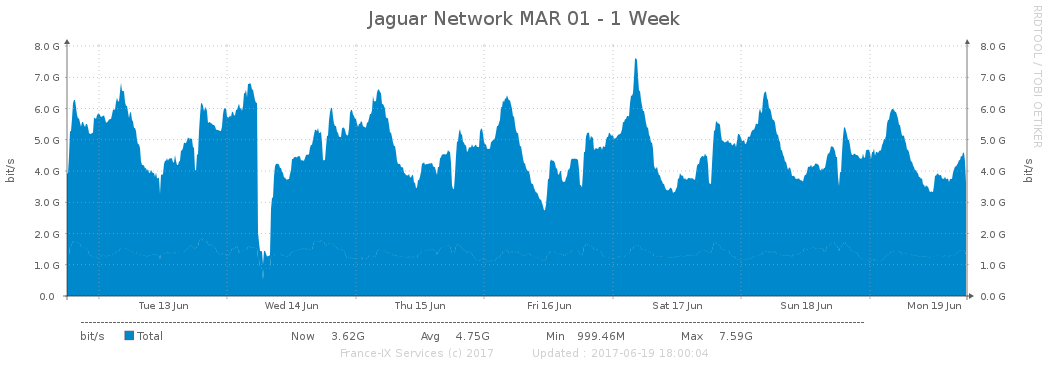 Jaguar Network MAR 01 - 1 Week
RRDTOOL / TOBI OETIKER
bit/s
8.0 G 8.0 G
7.0 G 7.0 G
6.0 G 6.0 G
5.0 G 5.0 G
4.0 G 4.0 G
3.0 G 3.0 G
2.0 G 2.0 G
1.0 G 1.0 G
0.0 0.0 G
bit/s
Tue 13 Jun Wed 14 Jun Thu 15 Jun Fri 16 Jun Sat 17 Jun Sun 18 Jun Mon 19 Jun
bit/s Total Now 3.62G Avg 4.75G Min 999.46M Max 7.59G
France-IX Services (c) 2017 Updated : 2017-06-19 18:00:04